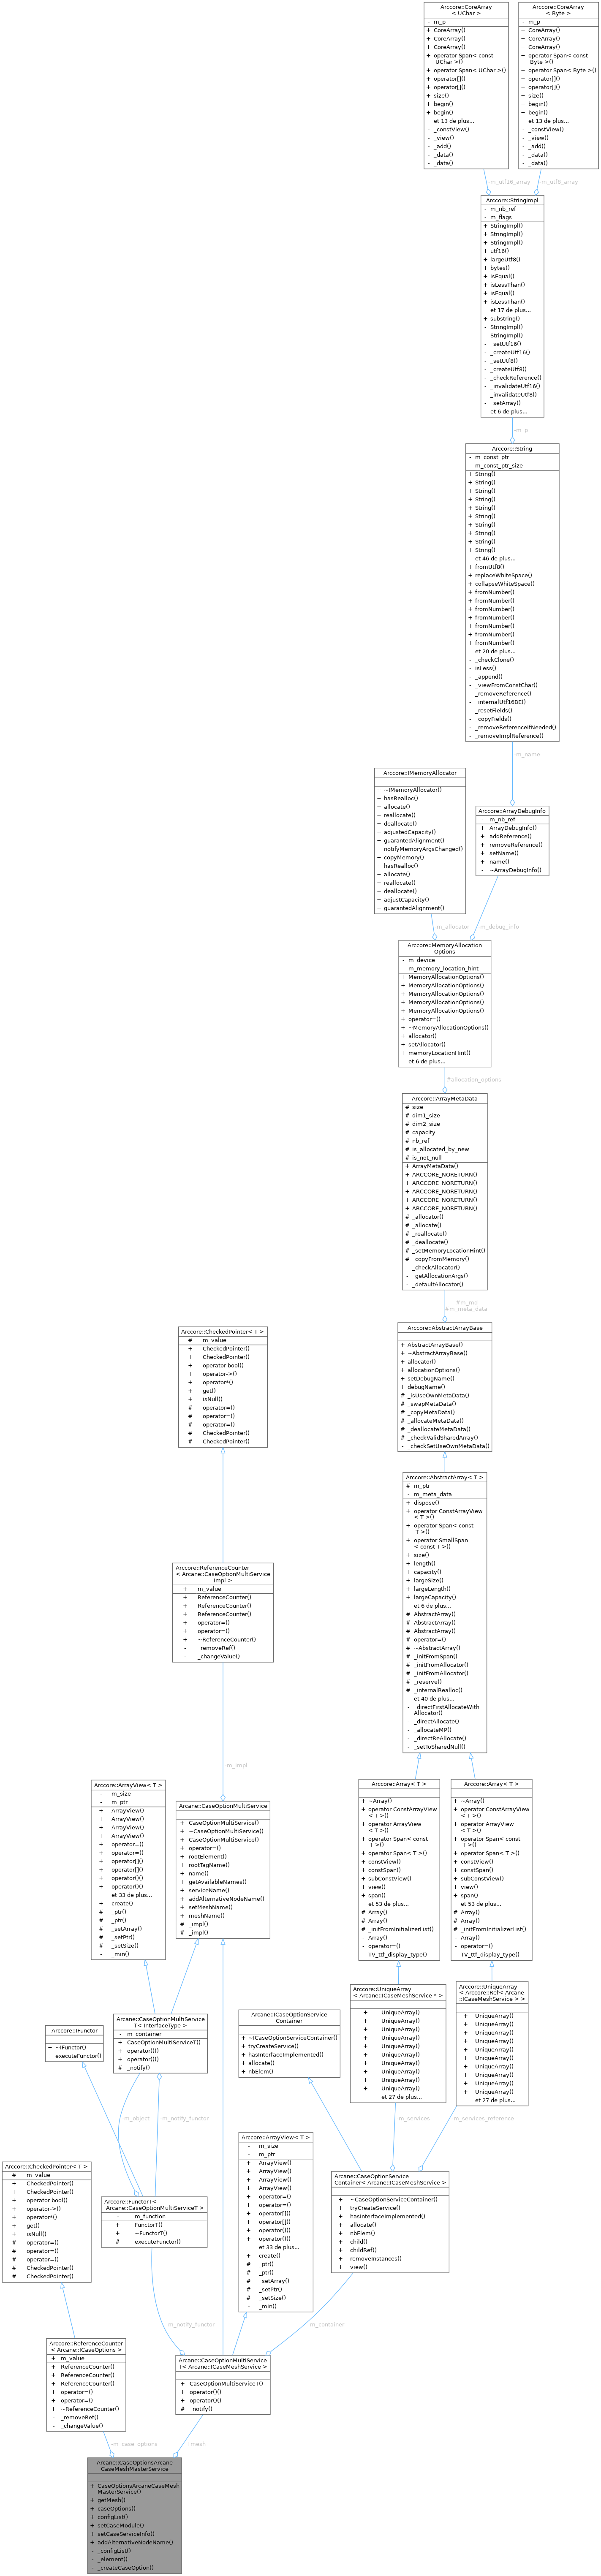 Arccore::CoreArray
< UChar >
- m_p
+ CoreArray()
+ CoreArray()
+ CoreArray()
+ operator Span< const
UChar >()
+ operator Span< UChar >()
+ operator[]()
+ operator[]()
+ size()
+ begin()
+ begin()
et 13 de plus...
- _constView()
- _view()
- _add()
- _data()
- _data()
Arccore::CoreArray
< Byte >
- m_p
+ CoreArray()
+ CoreArray()
+ CoreArray()
+ operator Span< const
Byte >()
+ operator Span< Byte >()
+ operator[]()
+ operator[]()
+ size()
+ begin()
+ begin()
et 13 de plus...
- _constView()
- _view()
- _add()
- _data()
- _data()
-m_utf16_array
-m_utf8_array
Arccore::StringImpl
- m_nb_ref
- m_flags
+ StringImpl()
+ StringImpl()
+ StringImpl()
+ utf16()
+ largeUtf8()
+ bytes()
+ isEqual()
+ isLessThan()
+ isEqual()
+ isLessThan()
et 17 de plus...
+ substring()
- StringImpl()
- StringImpl()
- _setUtf16()
- _createUtf16()
- _setUtf8()
- _createUtf8()
- _checkReference()
- _invalidateUtf16()
- _invalidateUtf8()
- _setArray()
et 6 de plus...
-m_p
Arccore::String
- m_const_ptr
- m_const_ptr_size
+ String()
+ String()
+ String()
+ String()
+ String()
+ String()
+ String()
+ String()
+ String()
+ String()
et 46 de plus...
+ fromUtf8()
+ replaceWhiteSpace()
+ collapseWhiteSpace()
+ fromNumber()
+ fromNumber()
+ fromNumber()
+ fromNumber()
+ fromNumber()
+ fromNumber()
+ fromNumber()
et 20 de plus...
- _checkClone()
- isLess()
- _append()
- _viewFromConstChar()
- _removeReference()
- _internalUtf16BE()
- _resetFields()
- _copyFields()
- _removeReferenceIfNeeded()
- _removeImplReference()
-m_name
Arccore::IMemoryAllocator
+ ~IMemoryAllocator()
+ hasRealloc()
+ allocate()
+ reallocate()
+ deallocate()
+ adjustedCapacity()
+ guarantedAlignment()
+ notifyMemoryArgsChanged()
+ copyMemory()
+ hasRealloc()
+ allocate()
+ reallocate()
+ deallocate()
+ adjustCapacity()
+ guarantedAlignment()
Arccore::ArrayDebugInfo
- m_nb_ref
+ ArrayDebugInfo()
+ addReference()
+ removeReference()
+ setName()
+ name()
- ~ArrayDebugInfo()
-m_allocator
-m_debug_info
Arccore::MemoryAllocation
Options
- m_device
- m_memory_location_hint
+ MemoryAllocationOptions()
+ MemoryAllocationOptions()
+ MemoryAllocationOptions()
+ MemoryAllocationOptions()
+ MemoryAllocationOptions()
+ operator=()
+ ~MemoryAllocationOptions()
+ allocator()
+ setAllocator()
+ memoryLocationHint()
et 6 de plus...
#allocation_options
Arccore::ArrayMetaData
# size
# dim1_size
# dim2_size
# capacity
# nb_ref
# is_allocated_by_new
# is_not_null
+ ArrayMetaData()
+ ARCCORE_NORETURN()
+ ARCCORE_NORETURN()
+ ARCCORE_NORETURN()
+ ARCCORE_NORETURN()
+ ARCCORE_NORETURN()
# _allocator()
# _allocate()
# _reallocate()
# _deallocate()
# _setMemoryLocationHint()
# _copyFromMemory()
- _checkAllocator()
- _getAllocationArgs()
- _defaultAllocator()
#m_md
#m_meta_data
Arccore::AbstractArrayBase
+ AbstractArrayBase()
+ ~AbstractArrayBase()
+ allocator()
+ allocationOptions()
+ setDebugName()
+ debugName()
# _isUseOwnMetaData()
# _swapMetaData()
# _copyMetaData()
# _allocateMetaData()
# _deallocateMetaData()
# _checkValidSharedArray()
- _checkSetUseOwnMetaData()
Arccore::CheckedPointer< T >
# m_value
+ CheckedPointer()
+ CheckedPointer()
+ operator bool()
+ operator->()
+ operator*()
+ get()
+ isNull()
# operator=()
# operator=()
# operator=()
# CheckedPointer()
# CheckedPointer()
Arccore::AbstractArray< T >
# m_ptr
- m_meta_data
+ dispose()
+ operator ConstArrayView
< T >()
+ operator Span< const
T >()
+ operator SmallSpan
< const T >()
+ size()
+ length()
+ capacity()
+ largeSize()
+ largeLength()
+ largeCapacity()
et 6 de plus...
# AbstractArray()
# AbstractArray()
# AbstractArray()
# operator=()
# ~AbstractArray()
# _initFromSpan()
# _initFromAllocator()
# _initFromAllocator()
# _reserve()
# _internalRealloc()
et 40 de plus...
- _directFirstAllocateWith
Allocator()
- _directAllocate()
- _allocateMP()
- _directReAllocate()
- _setToSharedNull()
Arccore::ReferenceCounter
< Arcane::CaseOptionMultiService
Impl >
+ m_value
+ ReferenceCounter()
+ ReferenceCounter()
+ ReferenceCounter()
+ operator=()
+ operator=()
+ ~ReferenceCounter()
- _removeRef()
- _changeValue()
-m_impl
Arccore::ArrayView< T >
- m_size
- m_ptr
+ ArrayView()
+ ArrayView()
+ ArrayView()
+ ArrayView()
+ operator=()
+ operator=()
+ operator[]()
+ operator[]()
+ operator()()
+ operator()()
et 33 de plus...
+ create()
# _ptr()
# _ptr()
# _setArray()
# _setPtr()
# _setSize()
- _min()
Arcane::CaseOptionMultiService
+ CaseOptionMultiService()
+ ~CaseOptionMultiService()
+ CaseOptionMultiService()
+ operator=()
+ rootElement()
+ rootTagName()
+ name()
+ getAvailableNames()
+ serviceName()
+ addAlternativeNodeName()
+ setMeshName()
+ meshName()
# _impl()
# _impl()
Arccore::Array< T >
+ ~Array()
+ operator ConstArrayView
< T >()
+ operator ArrayView
< T >()
+ operator Span< const
T >()
+ operator Span< T >()
+ constView()
+ constSpan()
+ subConstView()
+ view()
+ span()
et 53 de plus...
# Array()
# Array()
# _initFromInitializerList()
- Array()
- operator=()
- TV_ttf_display_type()
Arccore::Array< T >
+ ~Array()
+ operator ConstArrayView
< T >()
+ operator ArrayView
< T >()
+ operator Span< const
T >()
+ operator Span< T >()
+ constView()
+ constSpan()
+ subConstView()
+ view()
+ span()
et 53 de plus...
# Array()
# Array()
# _initFromInitializerList()
- Array()
- operator=()
- TV_ttf_display_type()
Arccore::IFunctor
+ ~IFunctor()
+ executeFunctor()
Arcane::CaseOptionMultiService
T< InterfaceType >
- m_container
+ CaseOptionMultiServiceT()
+ operator()()
+ operator()()
# _notify()
Arcane::ICaseOptionService
Container
+ ~ICaseOptionServiceContainer()
+ tryCreateService()
+ hasInterfaceImplemented()
+ allocate()
+ nbElem()
Arccore::UniqueArray
< Arcane::ICaseMeshService * >
+ UniqueArray()
+ UniqueArray()
+ UniqueArray()
+ UniqueArray()
+ UniqueArray()
+ UniqueArray()
+ UniqueArray()
+ UniqueArray()
+ UniqueArray()
+ UniqueArray()
et 27 de plus...
Arccore::UniqueArray
< Arccore::Ref< Arcane
::ICaseMeshService > >
+ UniqueArray()
+ UniqueArray()
+ UniqueArray()
+ UniqueArray()
+ UniqueArray()
+ UniqueArray()
+ UniqueArray()
+ UniqueArray()
+ UniqueArray()
+ UniqueArray()
et 27 de plus...
-m_object
-m_notify_functor
-m_services
-m_services_reference
Arccore::CheckedPointer< T >
# m_value
+ CheckedPointer()
+ CheckedPointer()
+ operator bool()
+ operator->()
+ operator*()
+ get()
+ isNull()
# operator=()
# operator=()
# operator=()
# CheckedPointer()
# CheckedPointer()
Arccore::FunctorT<
Arcane::CaseOptionMultiServiceT >
- m_function
+ FunctorT()
+ ~FunctorT()
# executeFunctor()
Arccore::ArrayView< T >
- m_size
- m_ptr
+ ArrayView()
+ ArrayView()
+ ArrayView()
+ ArrayView()
+ operator=()
+ operator=()
+ operator[]()
+ operator[]()
+ operator()()
+ operator()()
et 33 de plus...
+ create()
# _ptr()
# _ptr()
# _setArray()
# _setPtr()
# _setSize()
- _min()
Arcane::CaseOptionService
Container< Arcane::ICaseMeshService >
+ ~CaseOptionServiceContainer()
+ tryCreateService()
+ hasInterfaceImplemented()
+ allocate()
+ nbElem()
+ child()
+ childRef()
+ removeInstances()
+ view()
-m_notify_functor
-m_container
Arccore::ReferenceCounter
< Arcane::ICaseOptions >
+ m_value
+ ReferenceCounter()
+ ReferenceCounter()
+ ReferenceCounter()
+ operator=()
+ operator=()
+ ~ReferenceCounter()
- _removeRef()
- _changeValue()
Arcane::CaseOptionMultiService
T< Arcane::ICaseMeshService >
+ CaseOptionMultiServiceT()
+ operator()()
+ operator()()
# _notify()
-m_case_options
+mesh
Arcane::CaseOptionsArcane
CaseMeshMasterService
+ CaseOptionsArcaneCaseMesh
MasterService()
+ getMesh()
+ caseOptions()
+ configList()
+ setCaseModule()
+ setCaseServiceInfo()
+ addAlternativeNodeName()
- _configList()
- _element()
- _createCaseOption()